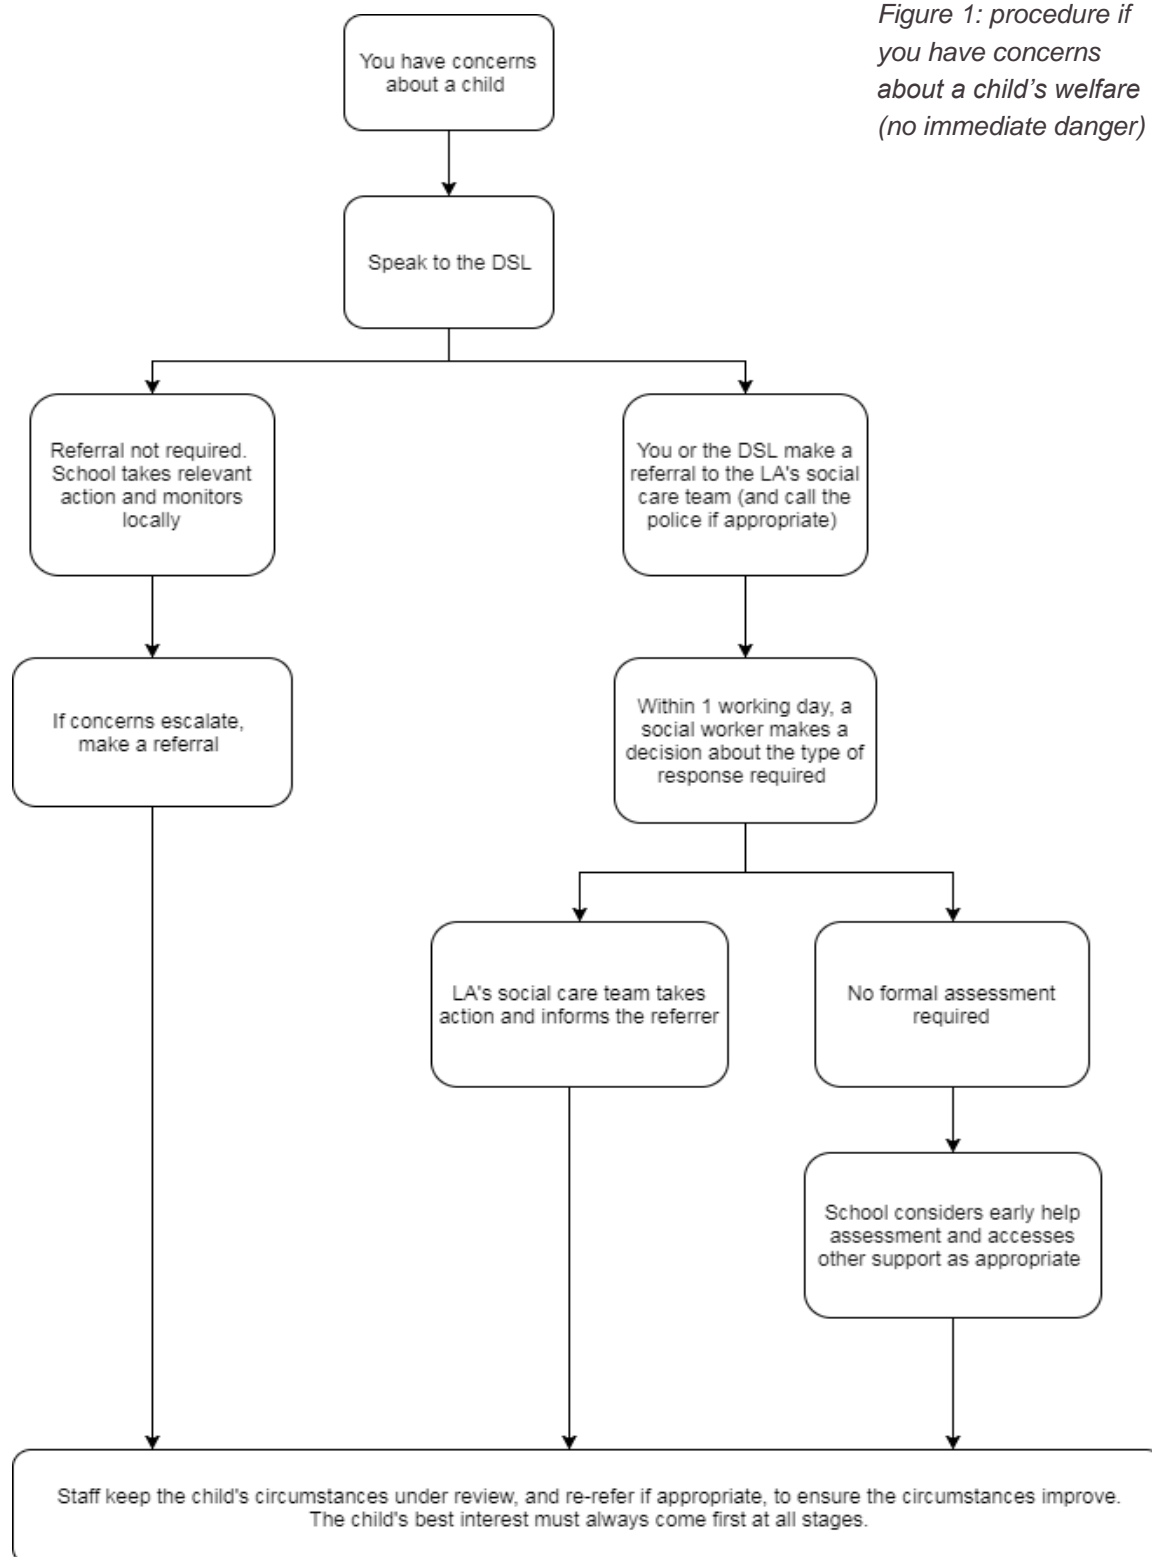 Figure 1: procedure if
you have concerns
about a child’s welfare
(no immediate danger)
You have concerns
about a child
Speak to the DSL
Referral not required.
School takes relevant
action and monitors
locally
You or the DSL make a
referral to the LA's social
care team (and call the
police if appropriate)
If concerns escalate,
make a referral
Within 1 working day, a
social worker makes a
decision about the type of
response required
LA's social care team takes
action and informs the referrer
No formal assessment
required
School considers early help
assessment and accesses
other support as appropriate
Staff keep the child's circumstances under review, and re-refer if appropriate, to ensure the circumstances improve.
The child's best interest must always come first at all stages.